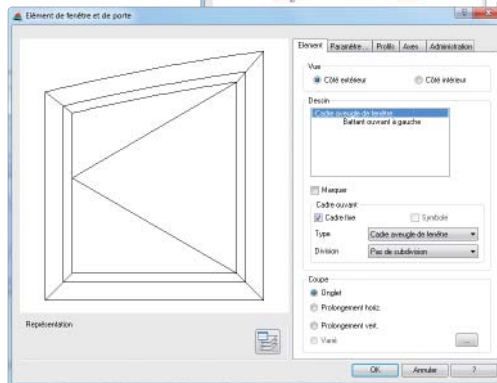 Elément de fenêtre et de porte
Element Paramètre ... Profils Axes Administration
Vue
Côté extérieur Côté intérieur
Dessin
Cadre aveugle de fenêtre
Battant ouvrant à gauche
Marquer
Cadre ouvrant
Cadre fixe Symbole
Type Cadre aveugle de fenêtre
Division Pas de subdivision
Coupe
Onglet
Prolongement horiz.
Prolongement vert.
Varié ...
Représentation
OK Annuler ?